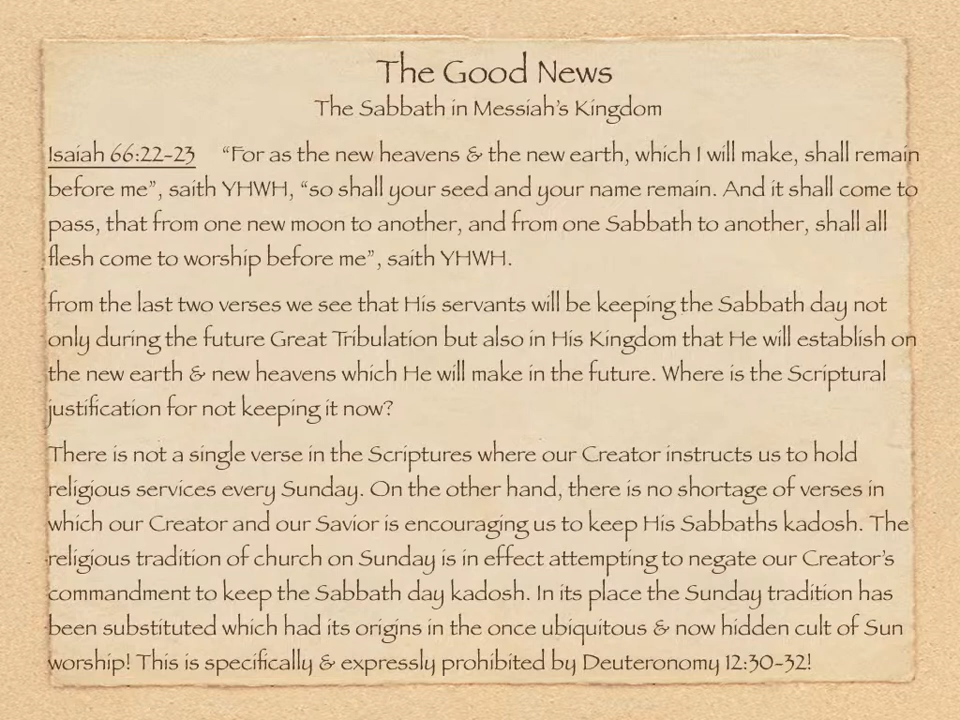 The Good News
The Sabbath in Messiah's Kingdom
Isaiah 66:22-23 "For as the new heavens & the new earth, which I will make, shall remain
before me", saith YHWH, "so shall your seed and your name remain. And it shall come to
pass, that from one new moon to another, and from one Sabbath to another, shall all
flesh come to worship before me", saith YHWH.
from the last two verses we see that His servants will be keeping the Sabbath day not
only during the future Great Tribulation but also in His Kingdom that He will establish on
the new earth & new heavens which He will make in the future. Where is the Scriptural
justification for not keeping it now?
There is not a single verse in the Scriptures where our Creator instructs us to hold
religious services every Sunday. On the other hand, there is no shortage of verses in
which our Creator and our Savior is encouraging us to keep His Sabbaths kadosh. The
religious tradition of church on Sunday is in effect attempting to negate our Creator's
commandment to keep the Sabbath day kadosh. In its place the Sunday tradition has
been substituted which had its origins in the once ubiquitous & now hidden cult of Sun
worship! This is specifically & expressly prohibited by Deuteronomy 12:30-32!